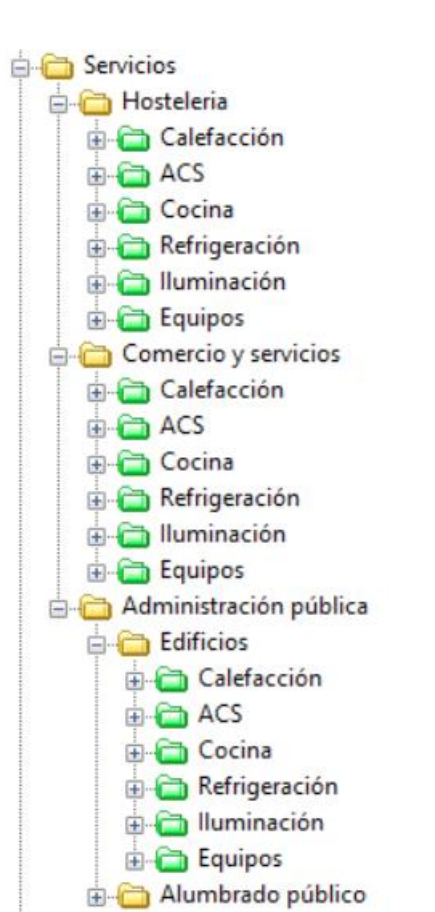 Servicios
Hosteleria
Calefacción
ACS
Cocina
Refrigeración
Iluminación
Equipos
Comercio y servicios
Calefacción
ACS
Cocina
Refrigeración
Iluminación
Equipos
Administración pública
Edificios
Calefacción
ACS
Cocina
Refrigeración
Iluminación
Equipos
Alumbrado público